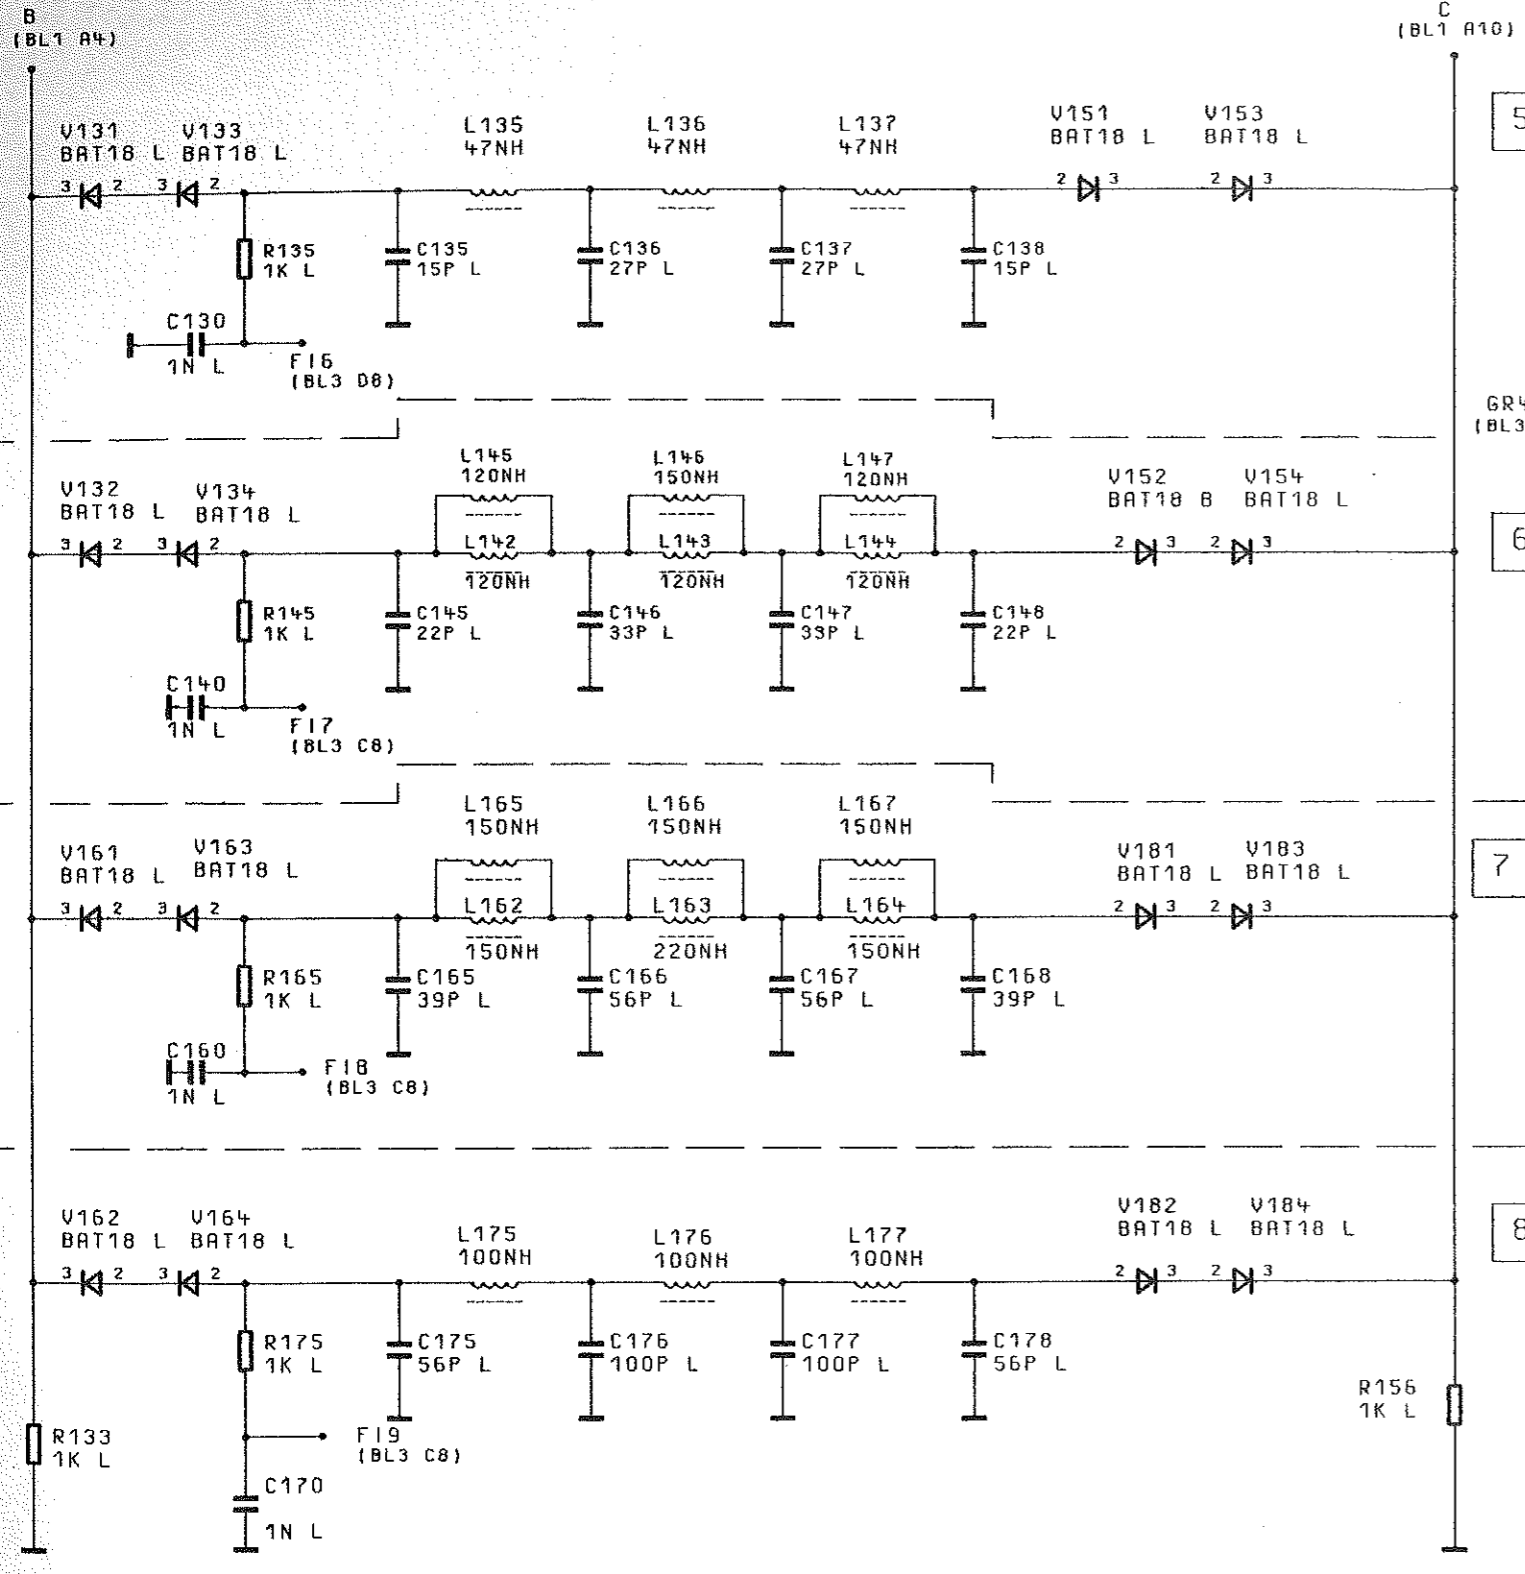 B
(BL1 A4)
C
(BL1 A10)
5
V131
BAT18 L
V133
BAT18 L
L135
47NH
L136
47NH
L137
47NH
V151
BAT18 L
V153
BAT18 L
3 2 3 2
2 3 2 3
R135
1K L
C135
15P L
C136
27P L
C137
27P L
C138
15P L
C130
1N L
FI6
(BL3 D8)
GR4
(BL3
V132
BAT18 L
V134
BAT18 L
L145
120NH
L146
150NH
L147
120NH
V152
BAT18 B
V154
BAT18 L
6
3 2 3 2
L142
120NH
L143
120NH
L144
120NH
2 3 2 3
R145
1K L
C145
22P L
C146
33P L
C147
33P L
C148
22P L
C140
1N L
FI7
(BL3 C8)
V161
BAT18 L
V163
BAT18 L
L165
150NH
L166
150NH
L167
150NH
V181
BAT18 L
V183
BAT18 L
7
3 2 3 2
L162
150NH
L163
220NH
L164
150NH
2 3 2 3
R165
1K L
C165
39P L
C166
56P L
C167
56P L
C168
39P L
C160
1N L
FI8
(BL3 C8)
V162
BAT18 L
V164
BAT18 L
L175
100NH
L176
100NH
L177
100NH
V182
BAT18 L
V184
BAT18 L
8
3 2 3 2
2 3 2 3
R175
1K L
C175
56P L
C176
100P L
C177
100P L
C178
56P L
R156
1K L
R133
1K L
FI9
(BL3 C8)
C170
1N L